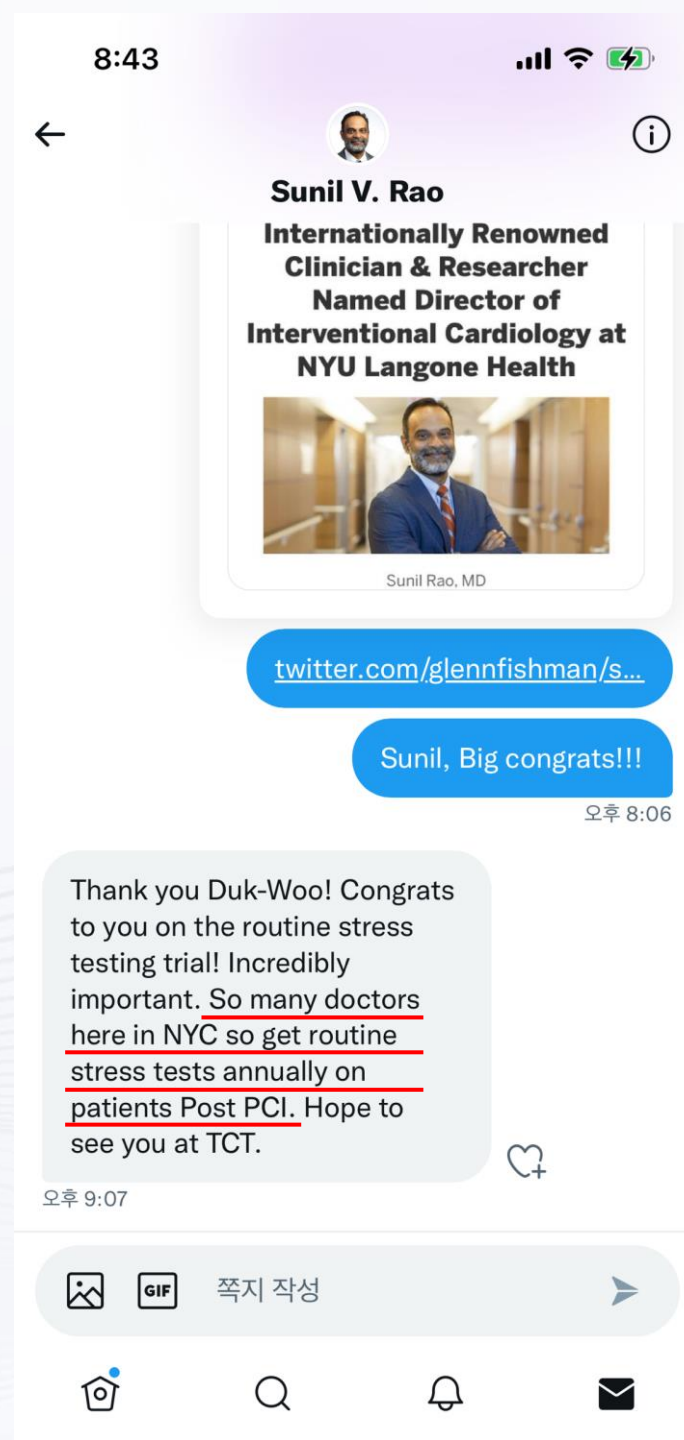 8:43
Sunil V. Rao
Internationally Renowned
Clinician & Researcher
Named Director of
Interventional Cardiology at
NYU Langone Health
Sunil Rao, MD
twitter.com/glennfishman/s...
Sunil, Big congrats!!!
오후 8:06
Thank you Duk-Woo! Congrats
to you on the routine stress
testing trial! Incredibly
important. So many doctors
here in NYC so get routine
stress tests annually on
patients Post PCI. Hope to
see you at TCT.
오후 9:07
GIF
쪽지 작성